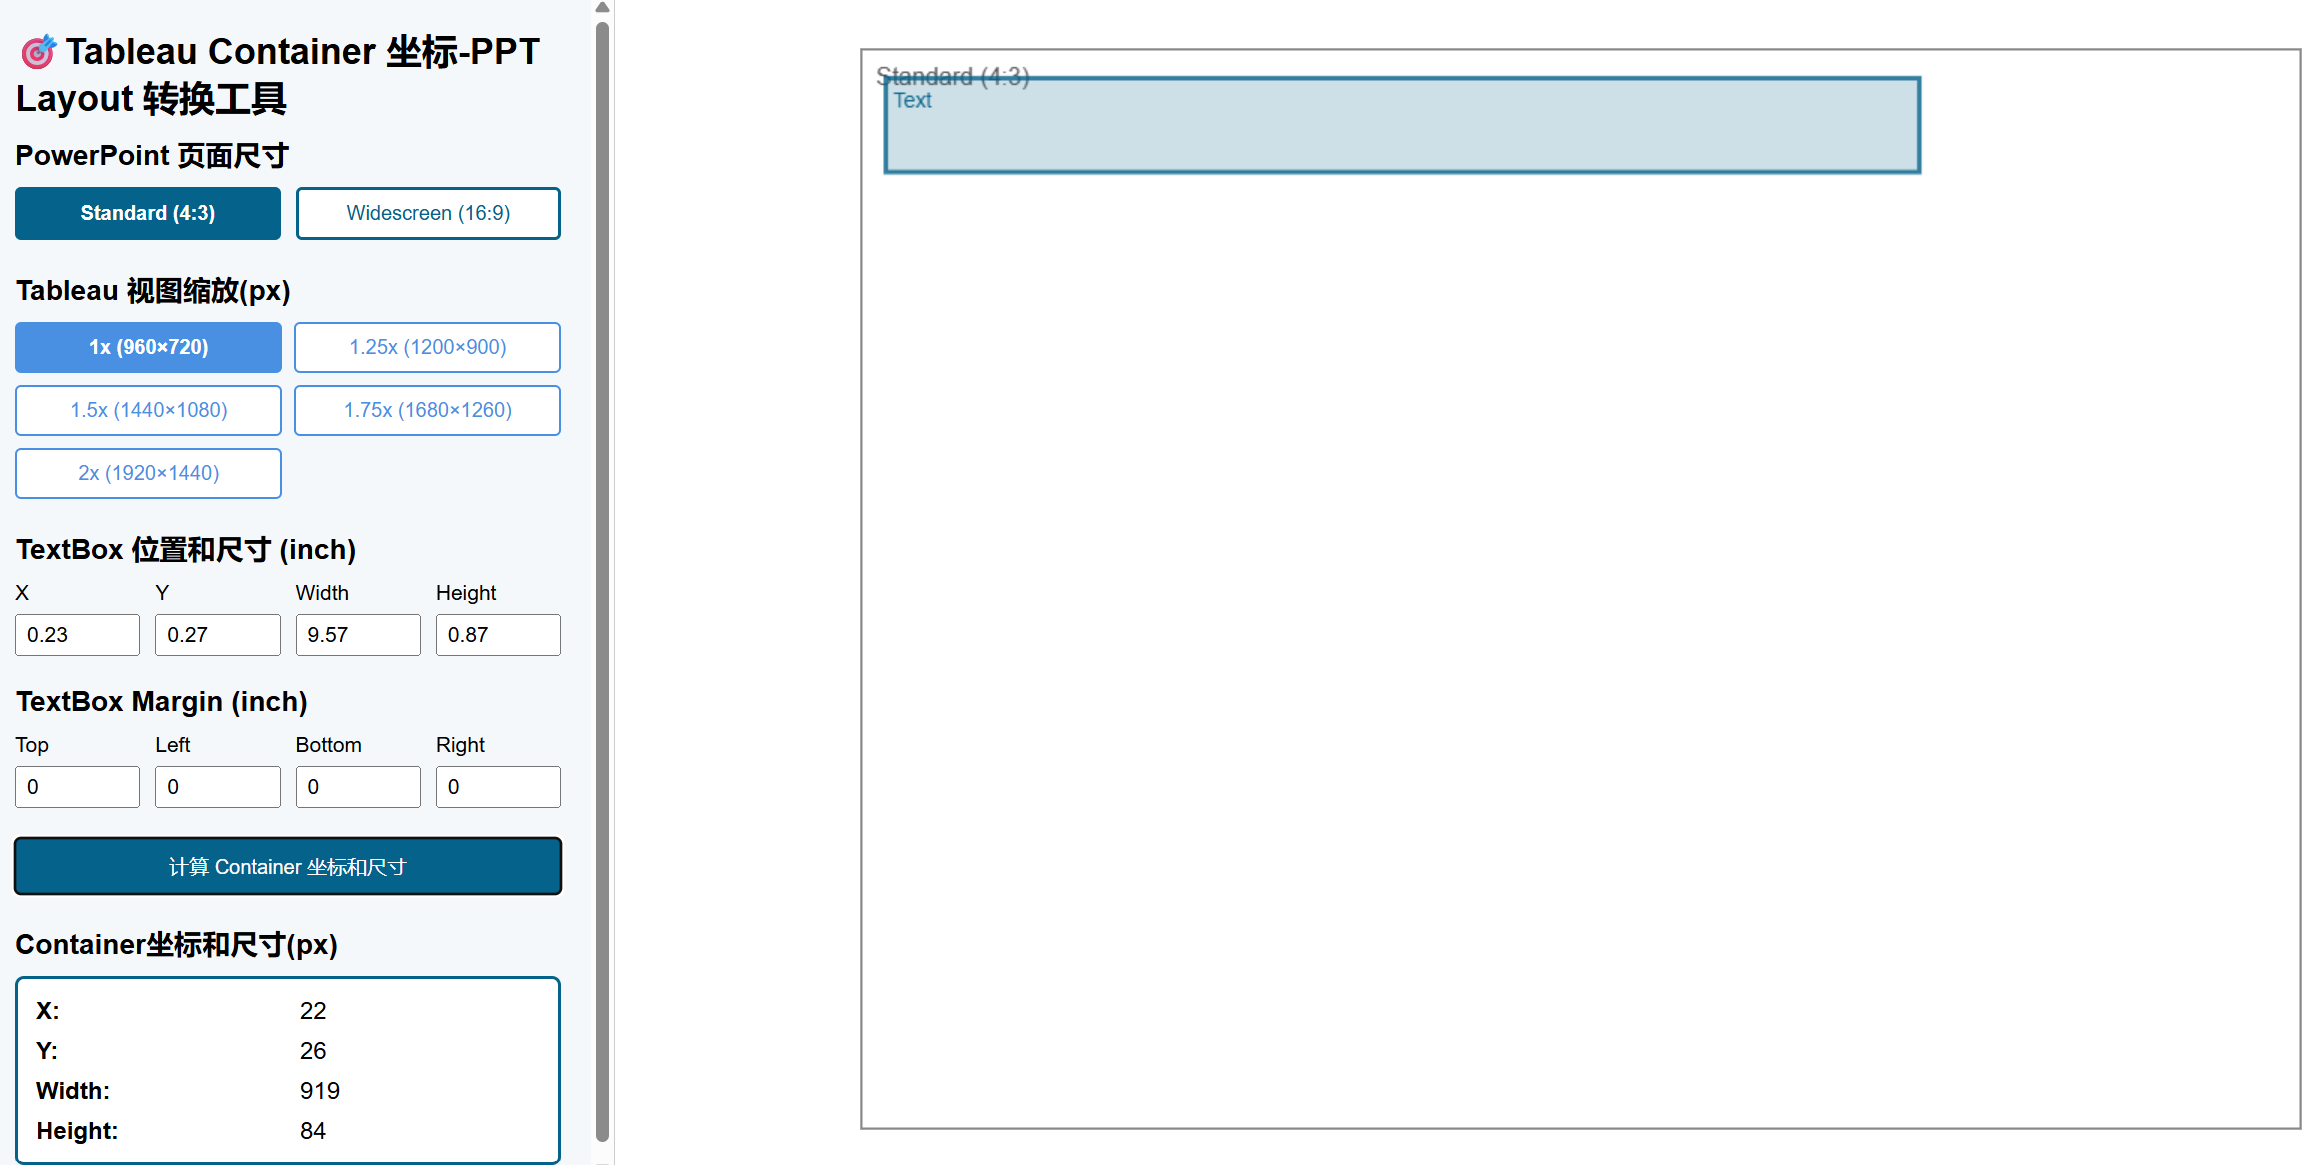 🎯 Tableau Container 坐标-PPT
Layout 转换工具
PowerPoint 页面尺寸
Standard (4:3)
Widescreen (16:9)
Tableau 视图缩放(px)
1x (960×720)
1.25x (1200×900)
1.5x (1440×1080)
1.75x (1680×1260)
2x (1920×1440)
TextBox 位置和尺寸 (inch)
X Y Width Height
0.23 0.27 9.57 0.87
TextBox Margin (inch)
Top Left Bottom Right
0 0 0 0
计算 Container 坐标和尺寸
Container坐标和尺寸(px)
X: 22
Y: 26
Width: 919
Height: 84
Standard (4:3)
Text